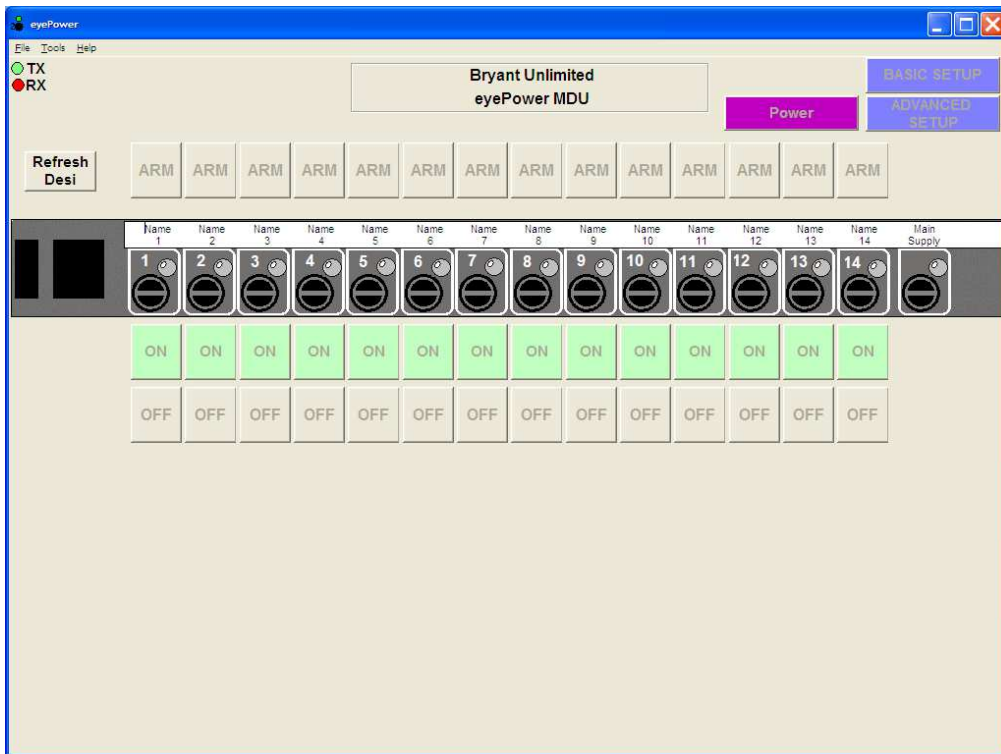 eyePower
File Tools Help
TX
RX
Bryant Unlimited
eyePower MDU
BASIC SETUP
Power
ADVANCED
SETUP
Refresh
Desi
ARM ARM ARM ARM ARM ARM ARM ARM ARM ARM ARM ARM ARM ARM
Name Name Name Name Name Name Name Name Name Name Name Name Name Name Main
1 2 3 4 5 6 7 8 9 10 11 12 13 14 Supply
1 2 3 4 5 6 7 8 9 10 11 12 13 14
ON ON ON ON ON ON ON ON ON ON ON ON ON ON
OFF OFF OFF OFF OFF OFF OFF OFF OFF OFF OFF OFF OFF OFF